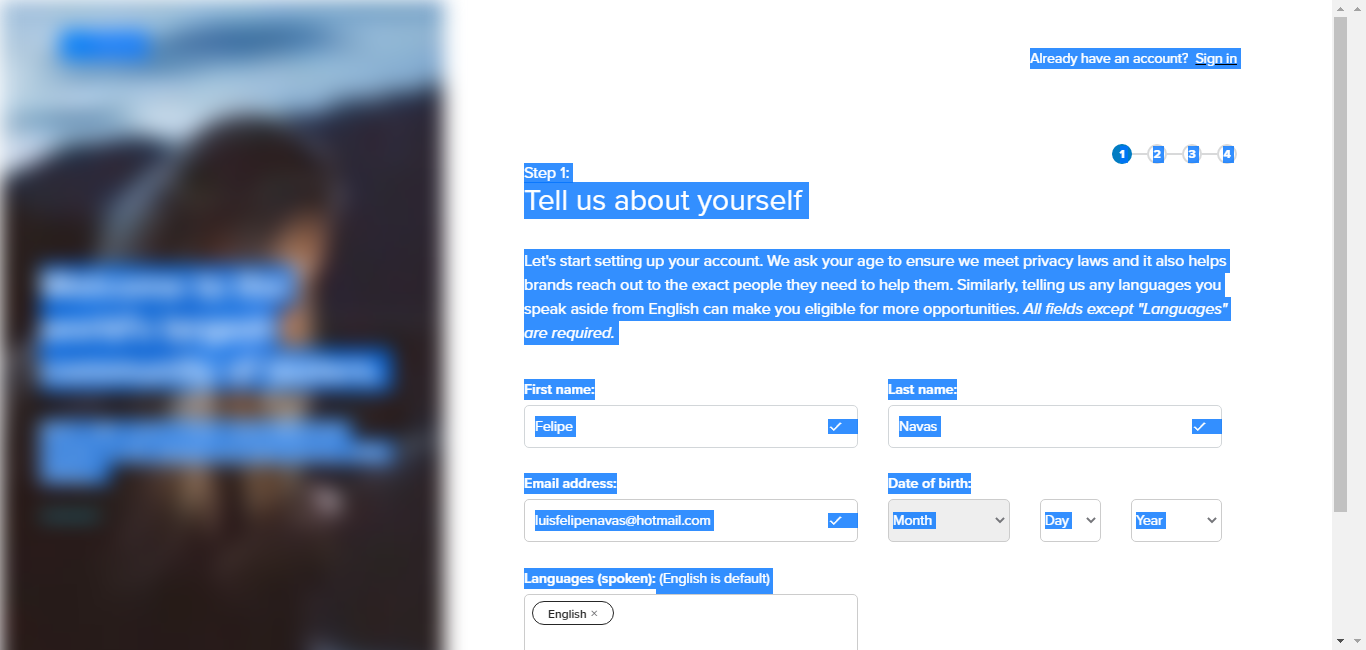 Already have an account? Sign in
1 2 3 4
Step 1:
Tell us about yourself
Let's start setting up your account. We ask your age to ensure we meet privacy laws and it also helps
brands reach out to the exact people they need to help them. Similarly, telling us any languages you
speak aside from English can make you eligible for more opportunities. All fields except "Languages"
are required.
First name: Last name:
Felipe Navas
Email address: Date of birth:
luisfelipenavas@hotmail.com Month Day Year
Languages (spoken): (English is default)
English ×